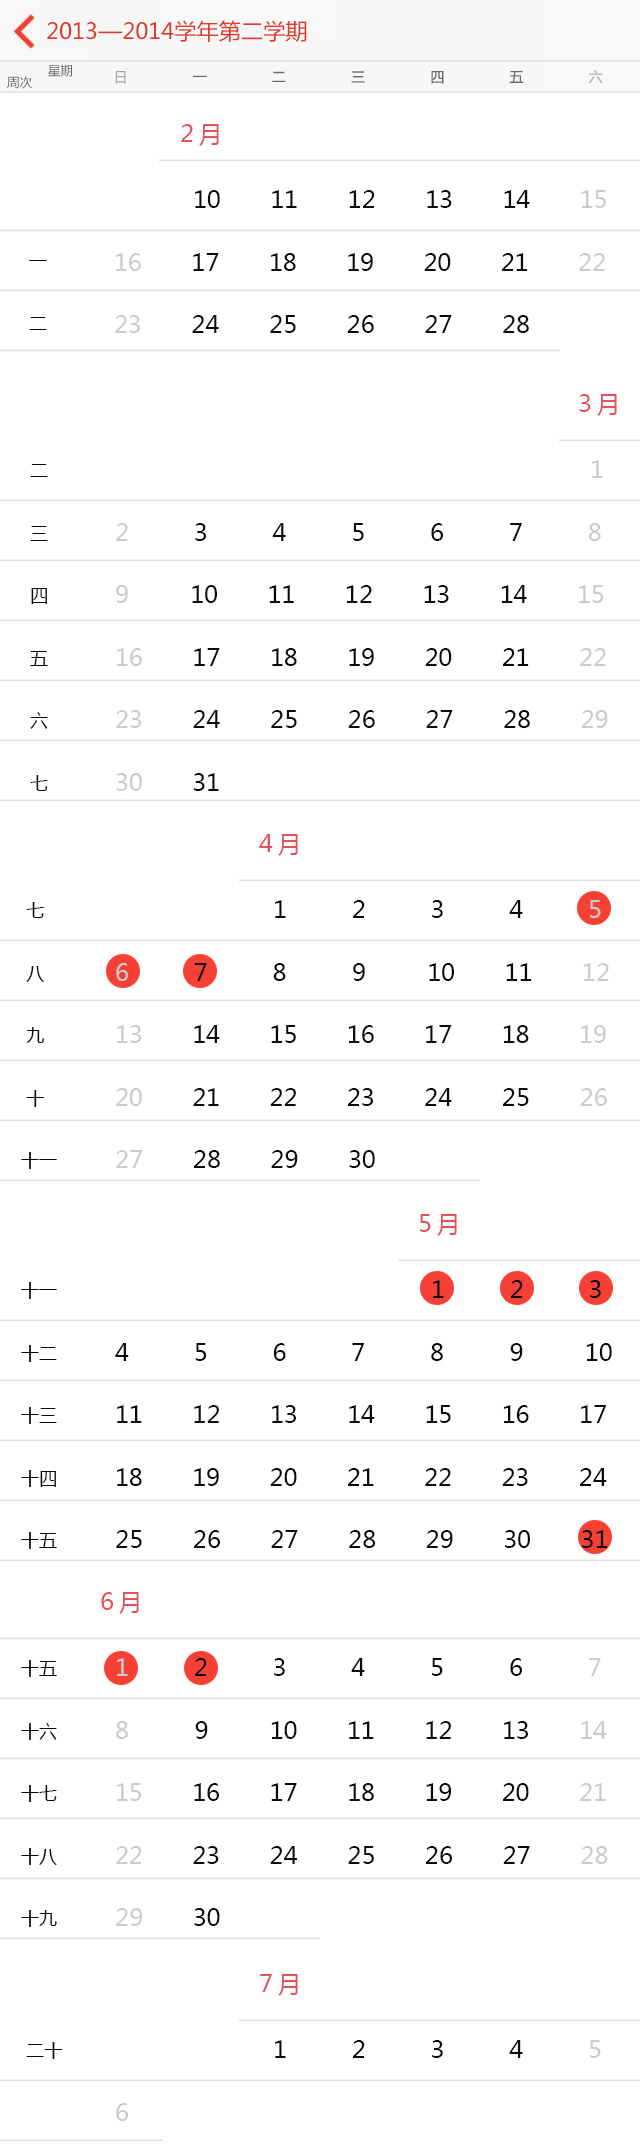 2013—2014学年第二学期
周次 星期 日 一 二 三 四 五 六
2月
10 11 12 13 14 15
一 16 17 18 19 20 21 22
二 23 24 25 26 27 28
3月
二 1
三 2 3 4 5 6 7 8
四 9 10 11 12 13 14 15
五 16 17 18 19 20 21 22
六 23 24 25 26 27 28 29
七 30 31
4月
七 1 2 3 4 5
八 6 7 8 9 10 11 12
九 13 14 15 16 17 18 19
十 20 21 22 23 24 25 26
十一 27 28 29 30
5月
十一 1 2 3
十二 4 5 6 7 8 9 10
十三 11 12 13 14 15 16 17
十四 18 19 20 21 22 23 24
十五 25 26 27 28 29 30 31
6月
十五 1 2 3 4 5 6 7
十六 8 9 10 11 12 13 14
十七 15 16 17 18 19 20 21
十八 22 23 24 25 26 27 28
十九 29 30
7月
二十 1 2 3 4 5
6